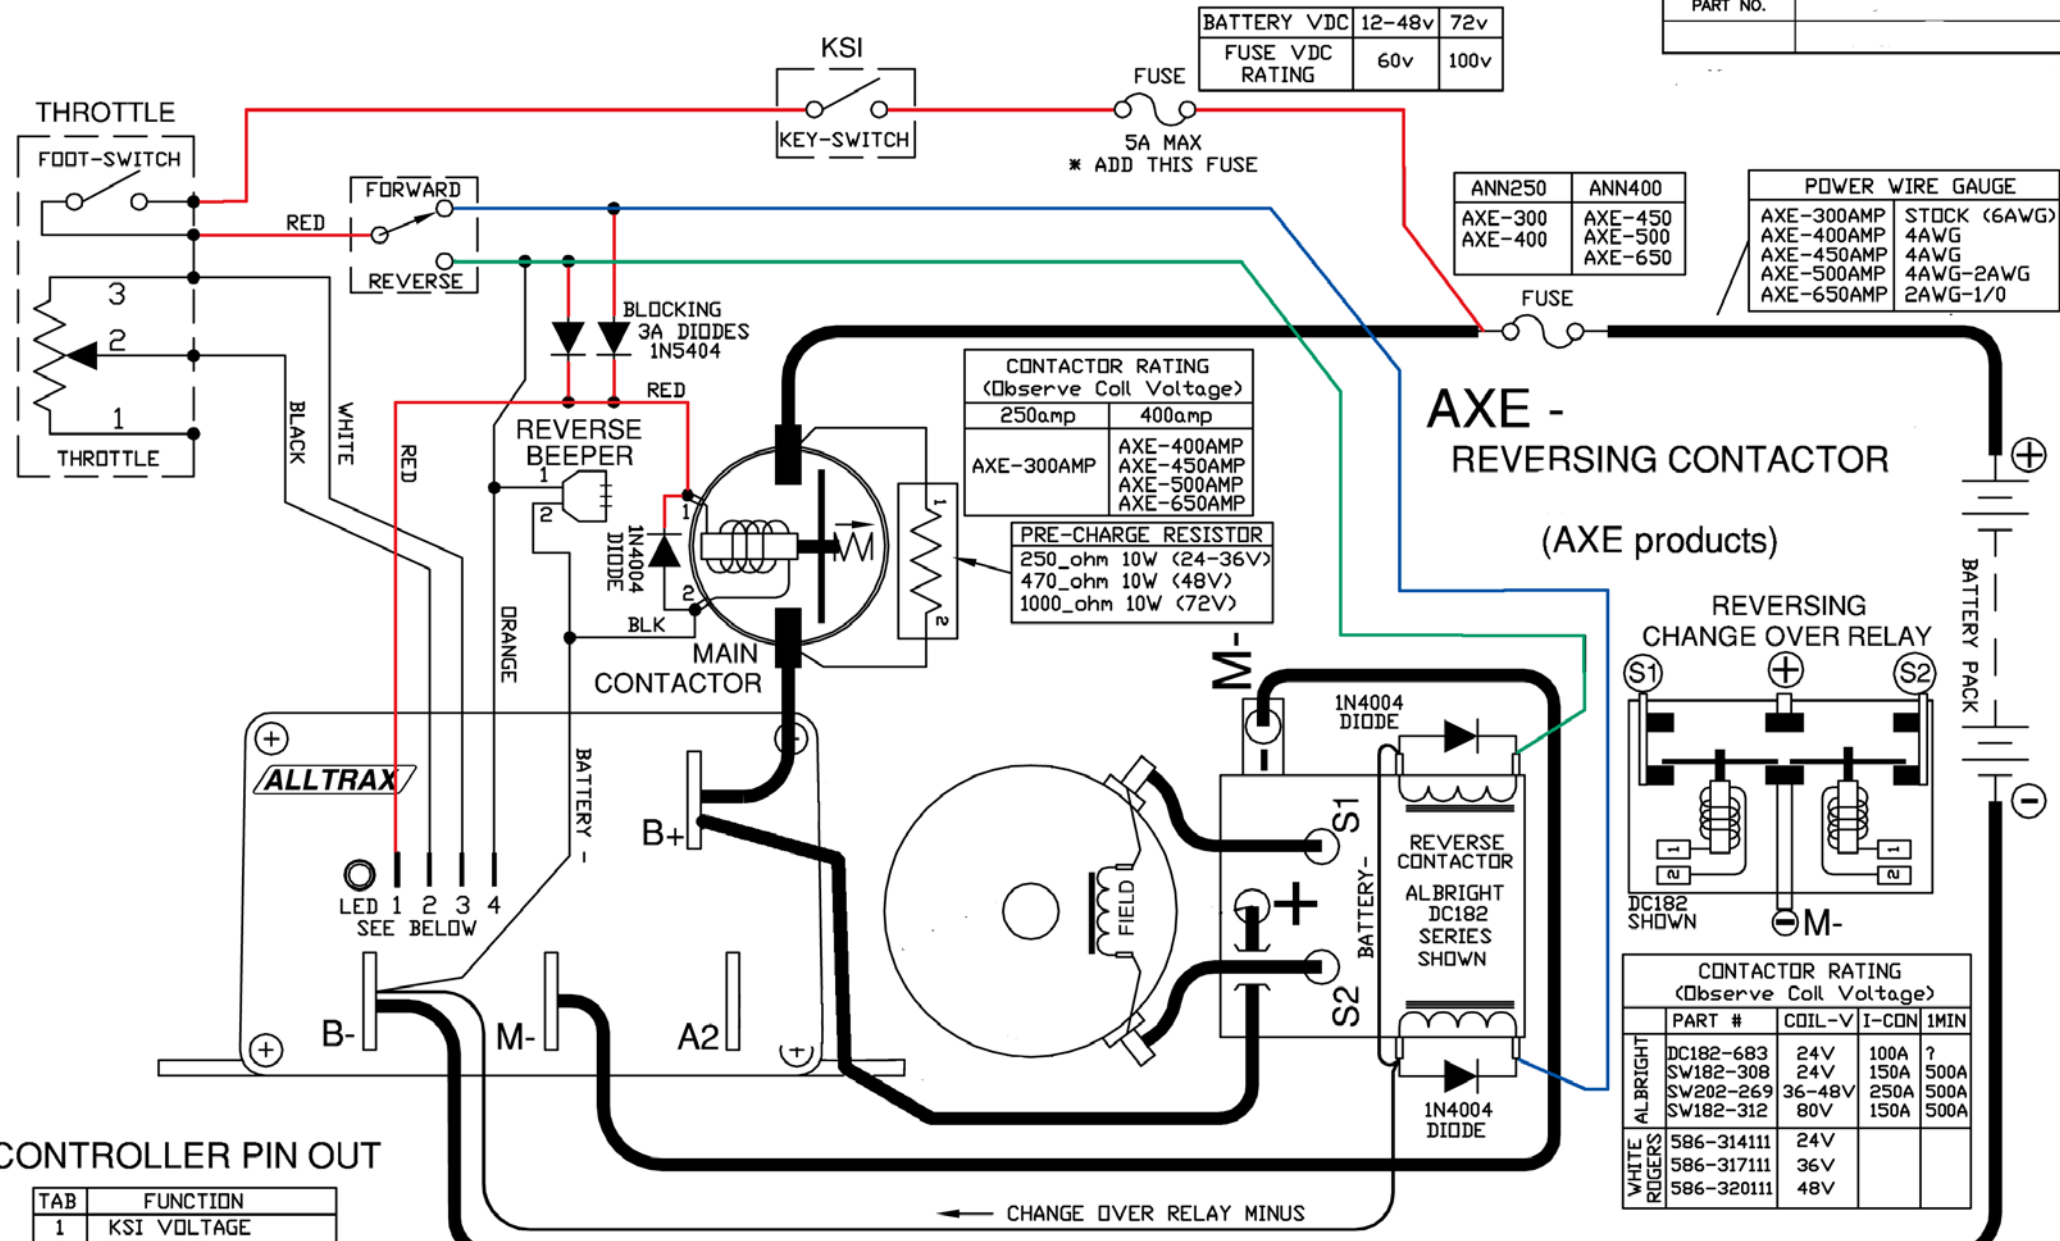 PART NO.
BATTERY VDC 12-48v 72v
FUSE VDC RATING 60v 100v
KSI
KEY-SWITCH
FUSE
5A MAX
* ADD THIS FUSE
THROTTLE
FOOT-SWITCH
RED
FORWARD
REVERSE
3
2
1
THROTTLE
BLACK
WHITE
RED
BLOCKING
3A DIODES
1N5404
RED
ANN250 ANN400
AXE-300 AXE-450
AXE-400 AXE-500
AXE-650
POWER WIRE GAUGE
AXE-300AMP STOCK (6AWG)
AXE-400AMP 4AWG
AXE-450AMP 4AWG
AXE-500AMP 4AWG-2AWG
AXE-650AMP 2AWG-1/0
FUSE
CONTACTOR RATING
(Observe Coil Voltage)
250amp 400amp
AXE-300AMP
AXE-400AMP
AXE-450AMP
AXE-500AMP
AXE-650AMP
AXE -
REVERSING CONTACTOR
(AXE products)
REVERSE
BEEPER
1
2
1N4004
DIODE
1
2
BLK
ORANGE
MAIN
CONTACTOR
1
2
PRE-CHARGE RESISTOR
250_ohm 10W (24-36V)
470_ohm 10W (48V)
1000_ohm 10W (72V)
+
BATTERY PACK
-
REVERSING
CHANGE OVER RELAY
S1 + S2
1 1
2 2
DC182
SHOWN
- M-
ALLTRAX
BATTERY -
B+
LED 1 2 3 4
SEE BELOW
B-
M-
A2
FIELD
M-
-
1N4004
DIODE
S1
+
S2
BATTERY-
REVERSE
CONTACTOR
ALBRIGHT
DC182
SERIES
SHOWN
1N4004
DIODE
CONTACTOR RATING
(Observe Coil Voltage)
PART # COIL-V I-CON 1MIN
ALBRIGHT
DC182-683 24V 100A ?
SW182-308 24V 150A 500A
SW202-269 36-48V 250A 500A
SW182-312 80V 150A 500A
WHITE
ROGERS
586-314111 24V
586-317111 36V
586-320111 48V
CHANGE OVER RELAY MINUS
CONTROLLER PIN OUT
TAB FUNCTION
1 KSI VOLTAGE